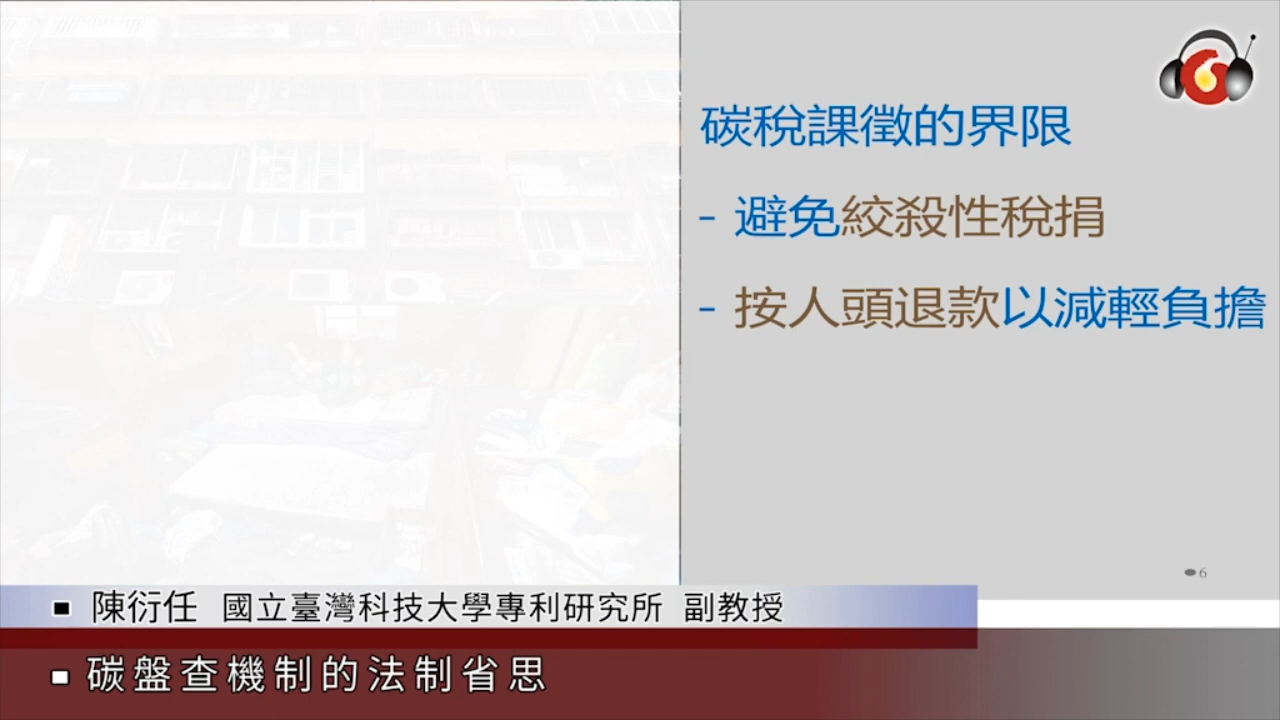 碳稅課徵的界限
- 避免絞殺性稅捐
- 按人頭退款以減輕負擔
6
陳衍任 國立臺灣科技大學專利研究所 副教授
碳盤查機制的法制省思